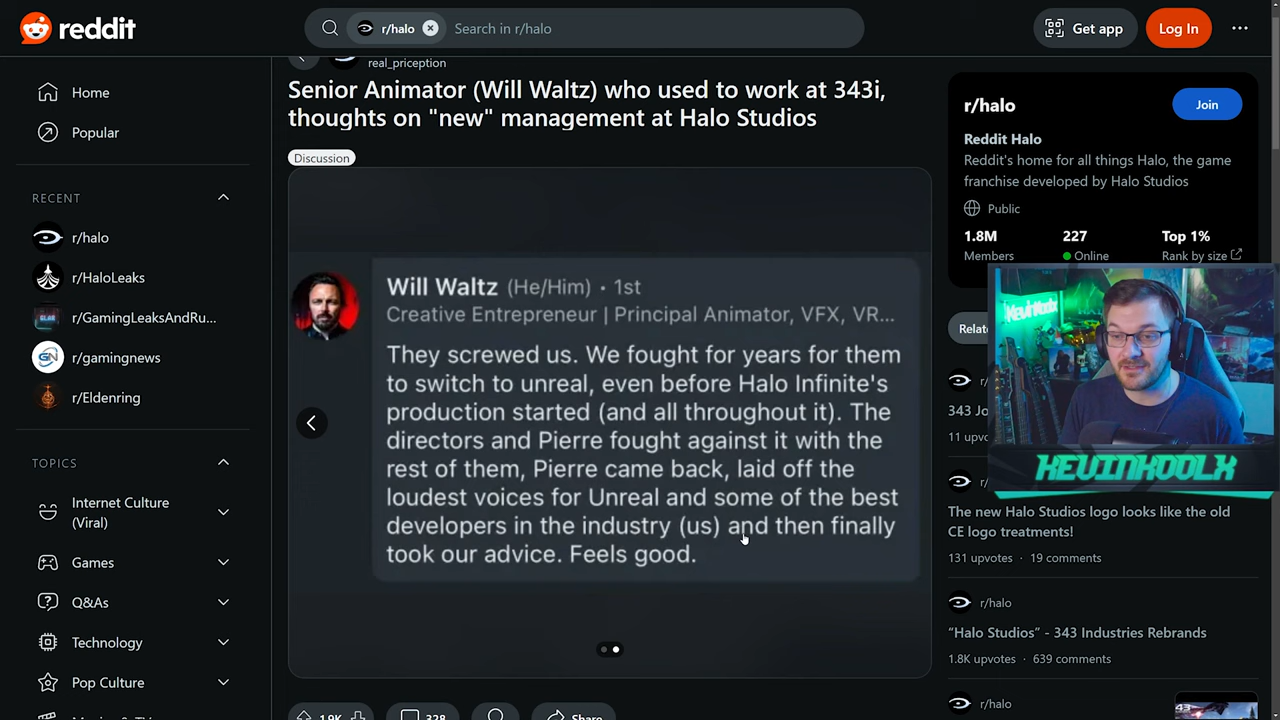 reddit
r/halo
Search in r/halo
Get app
Log In
Home
Popular
RECENT
r/halo
r/HaloLeaks
r/GamingLeaksAndRu...
r/gamingnews
r/Eldenring
TOPICS
Internet Culture
(Viral)
Games
Q&As
Technology
Pop Culture
real_priception
Senior Animator (Will Waltz) who used to work at 343i,
thoughts on "new" management at Halo Studios
Discussion
Will Waltz (He/Him) • 1st
Creative Entrepreneur | Principal Animator, VFX, VR...
They screwed us. We fought for years for them
to switch to unreal, even before Halo Infinite's
production started (and all throughout it). The
directors and Pierre fought against it with the
rest of them, Pierre came back, laid off the
loudest voices for Unreal and some of the best
developers in the industry (us) and then finally
took our advice. Feels good.
1.9K
328
Share
r/halo
Join
Reddit Halo
Reddit's home for all things Halo, the game
franchise developed by Halo Studios
Public
1.8M
227
Top 1%
Members
Online
Rank by size
343 Jo
11 upvo
KEVINKOOLX
The new Halo Studios logo looks like the old
CE logo treatments!
131 upvotes · 19 comments
r/halo
“Halo Studios” - 343 Industries Rebrands
1.8K upvotes · 639 comments
r/halo